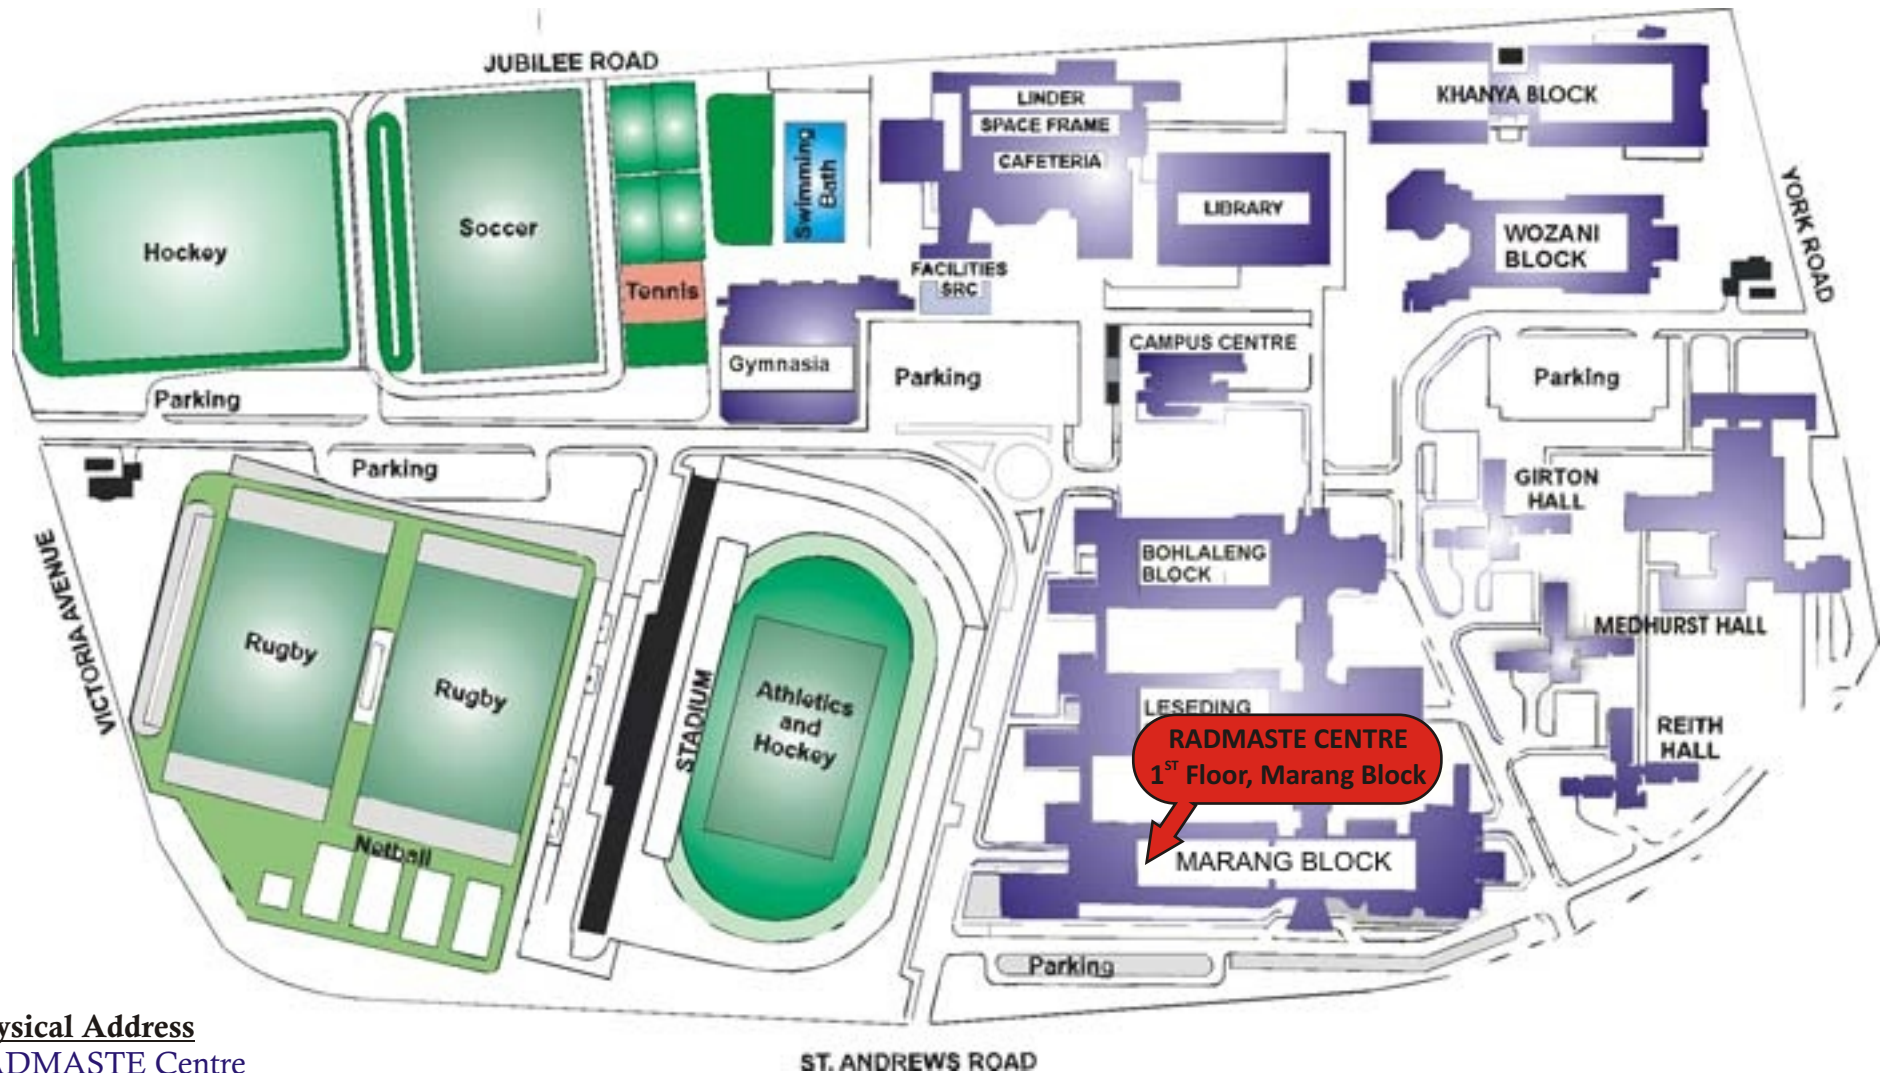 JUBILEE ROAD
LINDER
SPACE FRAME
CAFETERIA
KHANYA BLOCK
Swimming
Bath
LIBRARY
YORK ROAD
Hockey
Soccer
WOZANI
BLOCK
FACILITIES
SRC
Tennis
CAMPUS CENTRE
Gymnasia
Parking
Parking
Parking
Parking
GIRTON
HALL
VICTORIA AVENUE
BOHLALENG
BLOCK
MEDHURST HALL
Rugby
Rugby
STADIUM
Athletics
and
Hockey
LESEDING
RADMASTE CENTRE
1ST Floor, Marang Block
REITH
HALL
Netball
MARANG BLOCK
Parking
ysical Address
ADMASTE Centre
ST. ANDREWS ROAD